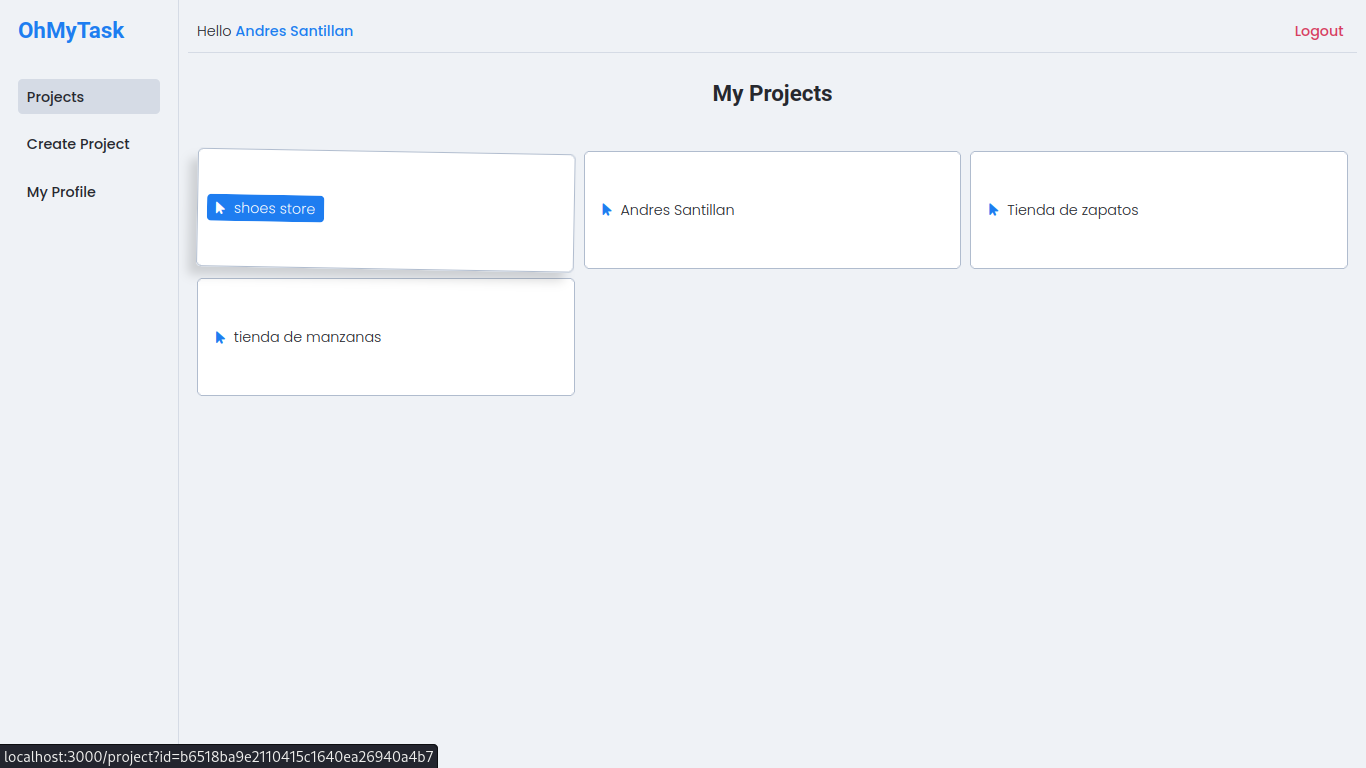 OhMyTask
Hello Andres Santillan
Logout
Projects
Create Project
My Profile
My Projects
shoes store
Andres Santillan
Tienda de zapatos
tienda de manzanas
localhost:3000/project?id=b6518ba9e2110415c1640ea26940a4b7